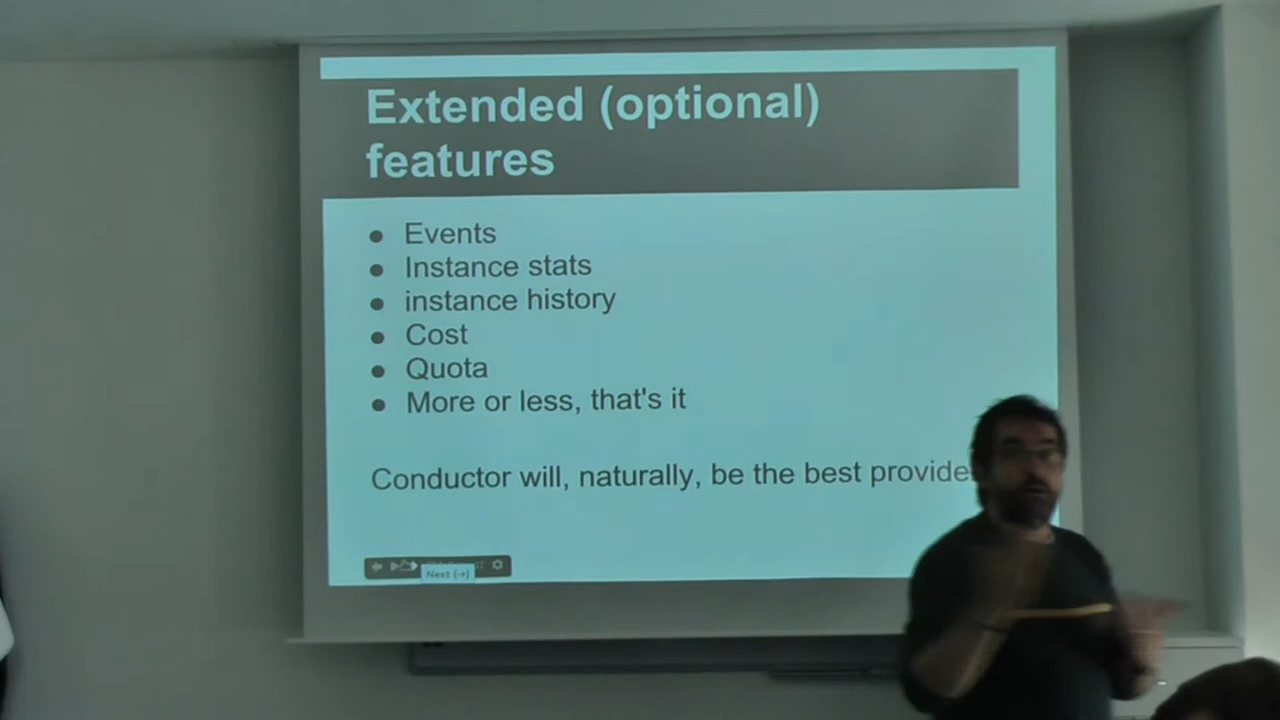 Extended (optional)
features
● Events
● Instance stats
● instance history
● Cost
● Quota
● More or less, that's it
Conductor will, naturally, be the best provide
Next (→)